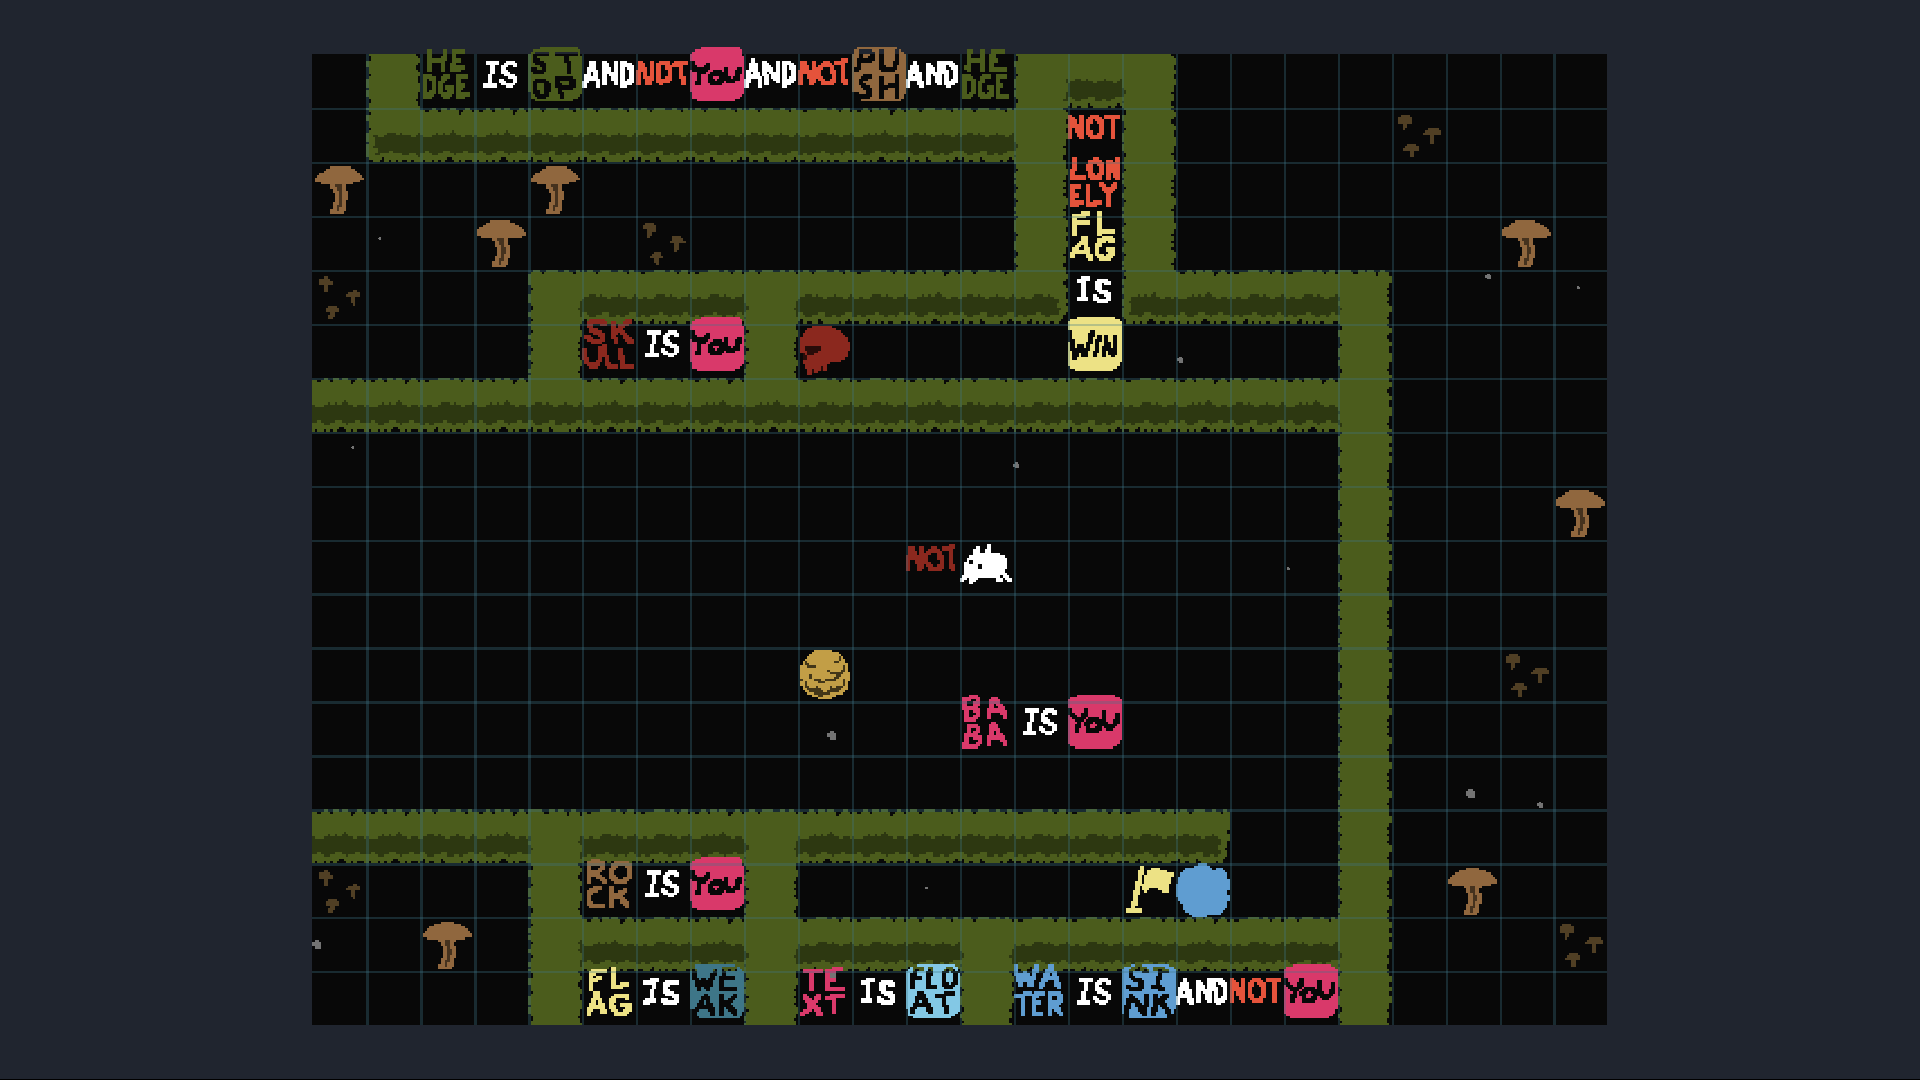 HEDGE IS STOP AND NOT YOU AND NOT PUSH AND HEDGE
NOT
LONELY
FLAG
IS
SKULL IS YOU
WIN
NOT
BABA IS YOU
ROCK IS YOU
FLAG IS WEAK
TEXT IS FLOAT
WATER IS SINK AND NOT YOU